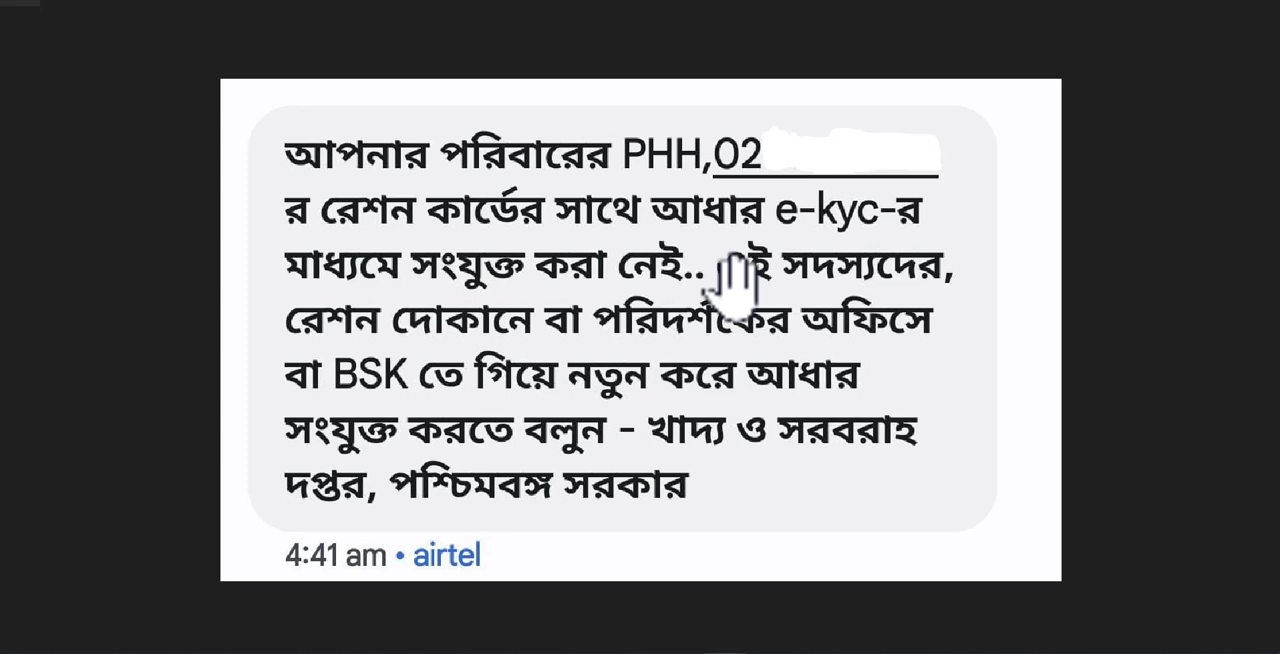 আপনার পরিবারের PHH,02
র রেশন কার্ডের সাথে আধার e-kyc-র
মাধ্যমে সংযুক্ত করা নেই.. সদস্যদের,
রেশন দোকানে বা পরিদর্শকের অফিসে
বা BSK তে গিয়ে নতুন করে আধার
সংযুক্ত করতে বলুন - খাদ্য ও সরবরাহ
দপ্তর, পশ্চিমবঙ্গ সরকার
4:41 am • airtel